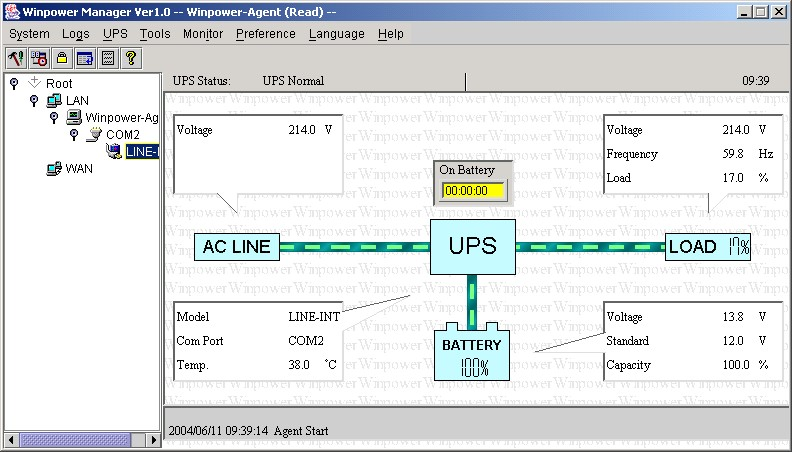 Winpower Manager Ver1.0 -- Winpower-Agent (Read) --
System Logs UPS Tools Monitor Preference Language Help
UPS Status: UPS Normal 09:39
Root
LAN
Winpower-Ag
COM2
LINE-I
WAN
Voltage 214.0 V
On Battery
00:00:00
Voltage 214.0 V
Frequency 59.8 Hz
Load 17.0 %
AC LINE
UPS
LOAD 17%
Model LINE-INT
Com Port COM2
Temp. 38.0 °C
BATTERY
100%
Voltage 13.8 V
Standard 12.0 V
Capacity 100.0 %
2004/06/11 09:39:14 Agent Start